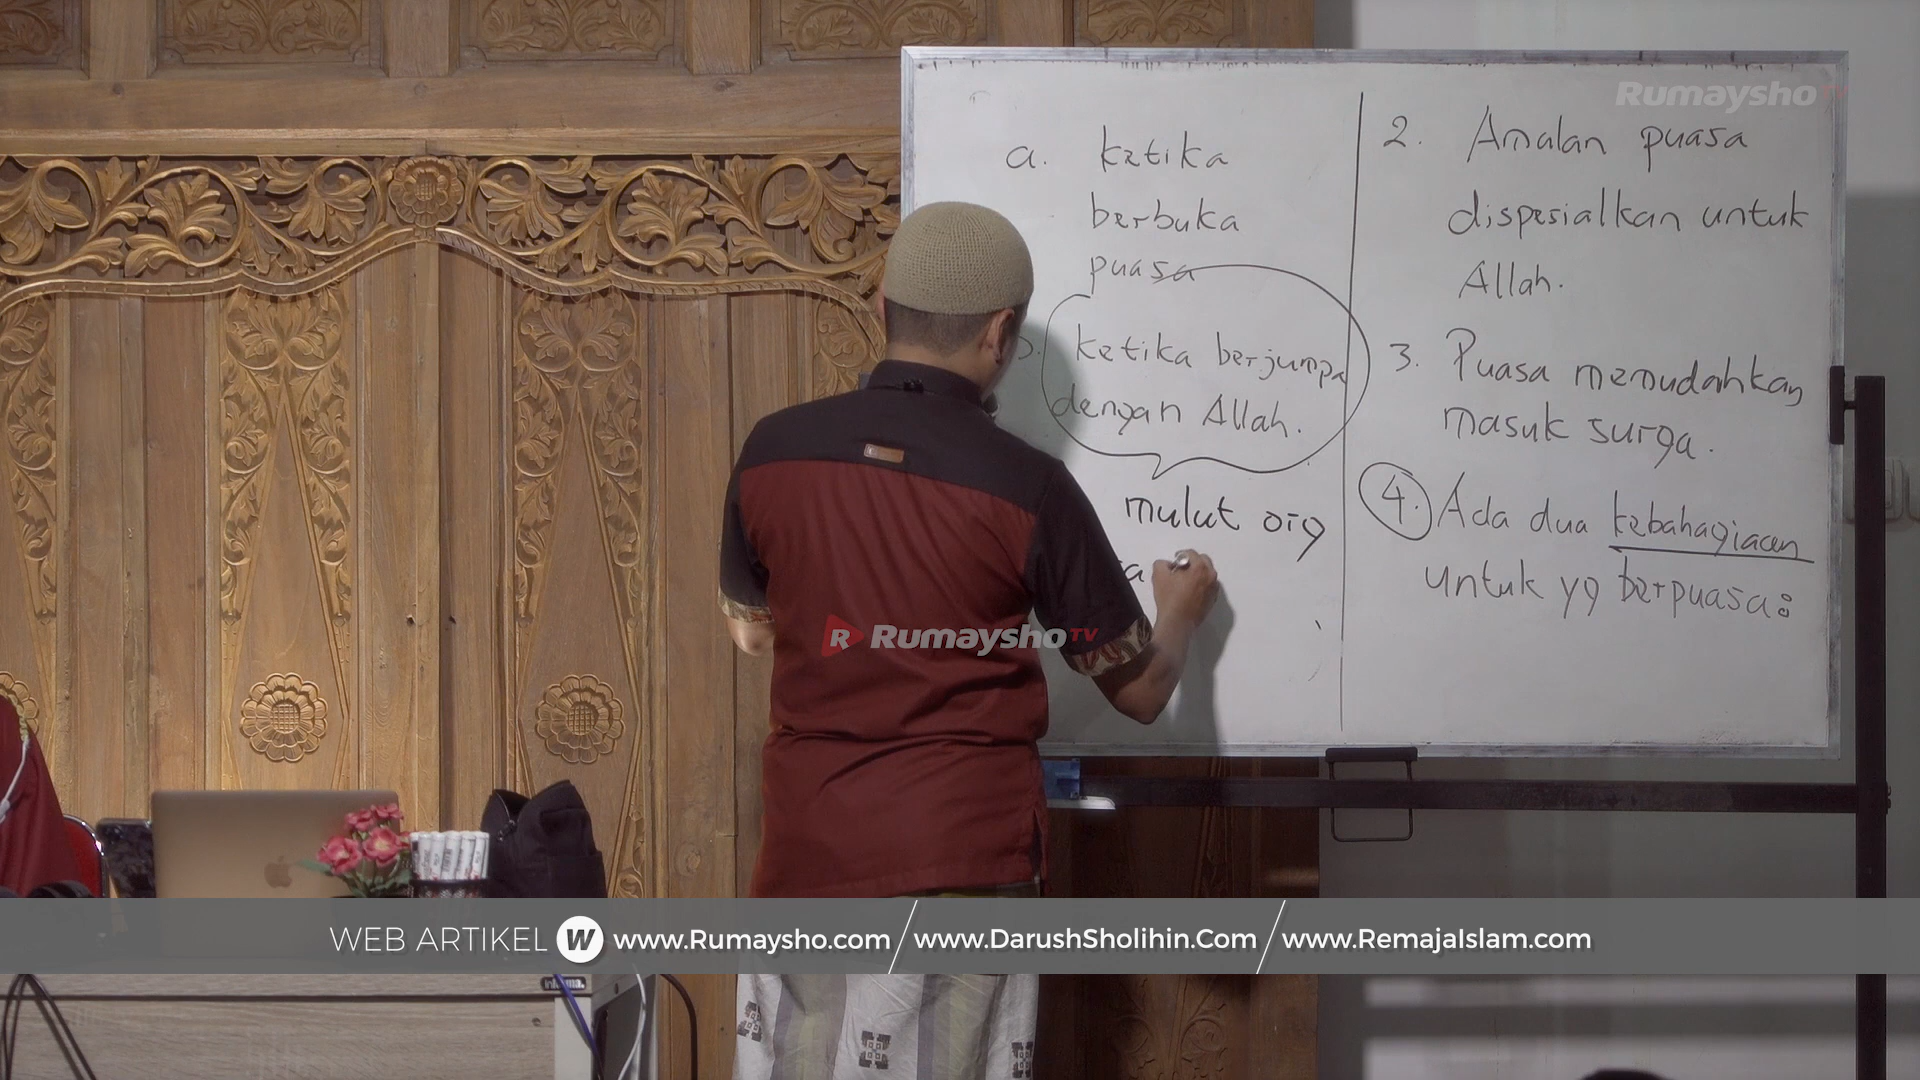 Rumaysho TV
a. ketika
berbuka
puasa
ketika berjumpa
dengan Allah.
mulut org
2. Amalan puasa
dispesialkan untuk
Allah.
3. Puasa memudahkan
masuk surga.
4. Ada dua kebahagiaan
untuk yg berpuasa:
R Rumaysho TV
WEB ARTIKEL W www.Rumaysho.com / www.DarushSholihin.Com / www.RemajaIslam.com